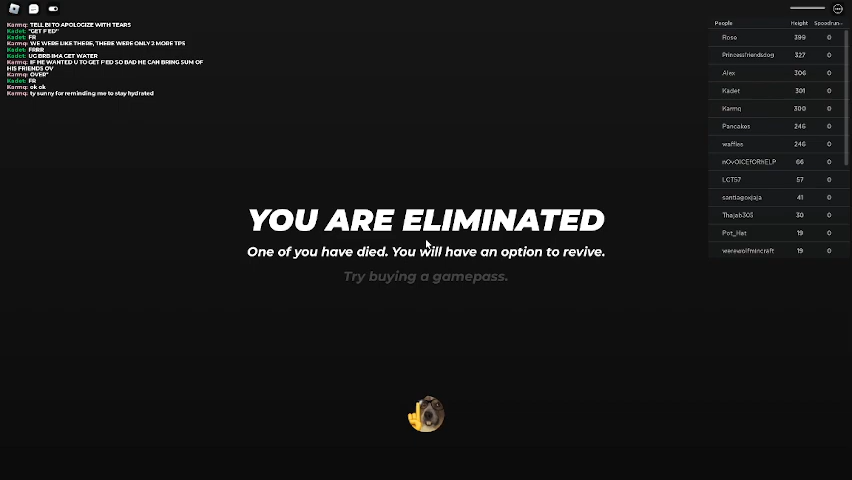 Karmq: TELL BI TO APOLOGIZE WITH TEARS
Kadet: "GET F'ED"
Kadet: FR
Karmq: 'WE WERE LIKE THERE, THERE WERE ONLY 2 MORE TPS
Kadet: FRRR
Kadet: UG BRB IMA GET WATER
Karmq: IF HE WANTED U TO GET F'ED SO BAD HE CAN BRING SUM OF
HIS FRIENDS OV
Karmq: OVER*
Kadet: FR
Karmq: ok ok
Karmq: ty sunny for reminding me to stay hydrated
YOU ARE ELIMINATED
One of you have died. You will have an option to revive.
Try buying a gamepass.
People Height Speedrun...
Rose 399 0
Princessfriendsdog 327 0
Alex 306 0
Kadet 301 0
Karmq 300 0
Pancakes 246 0
waffles 246 0
nOvOICEfORhELP 66 0
LCT57 57 0
santiagoxjaja 41 0
Thajab305 30 0
Pot_Hat 19 0
werewolfmincraft 19 0